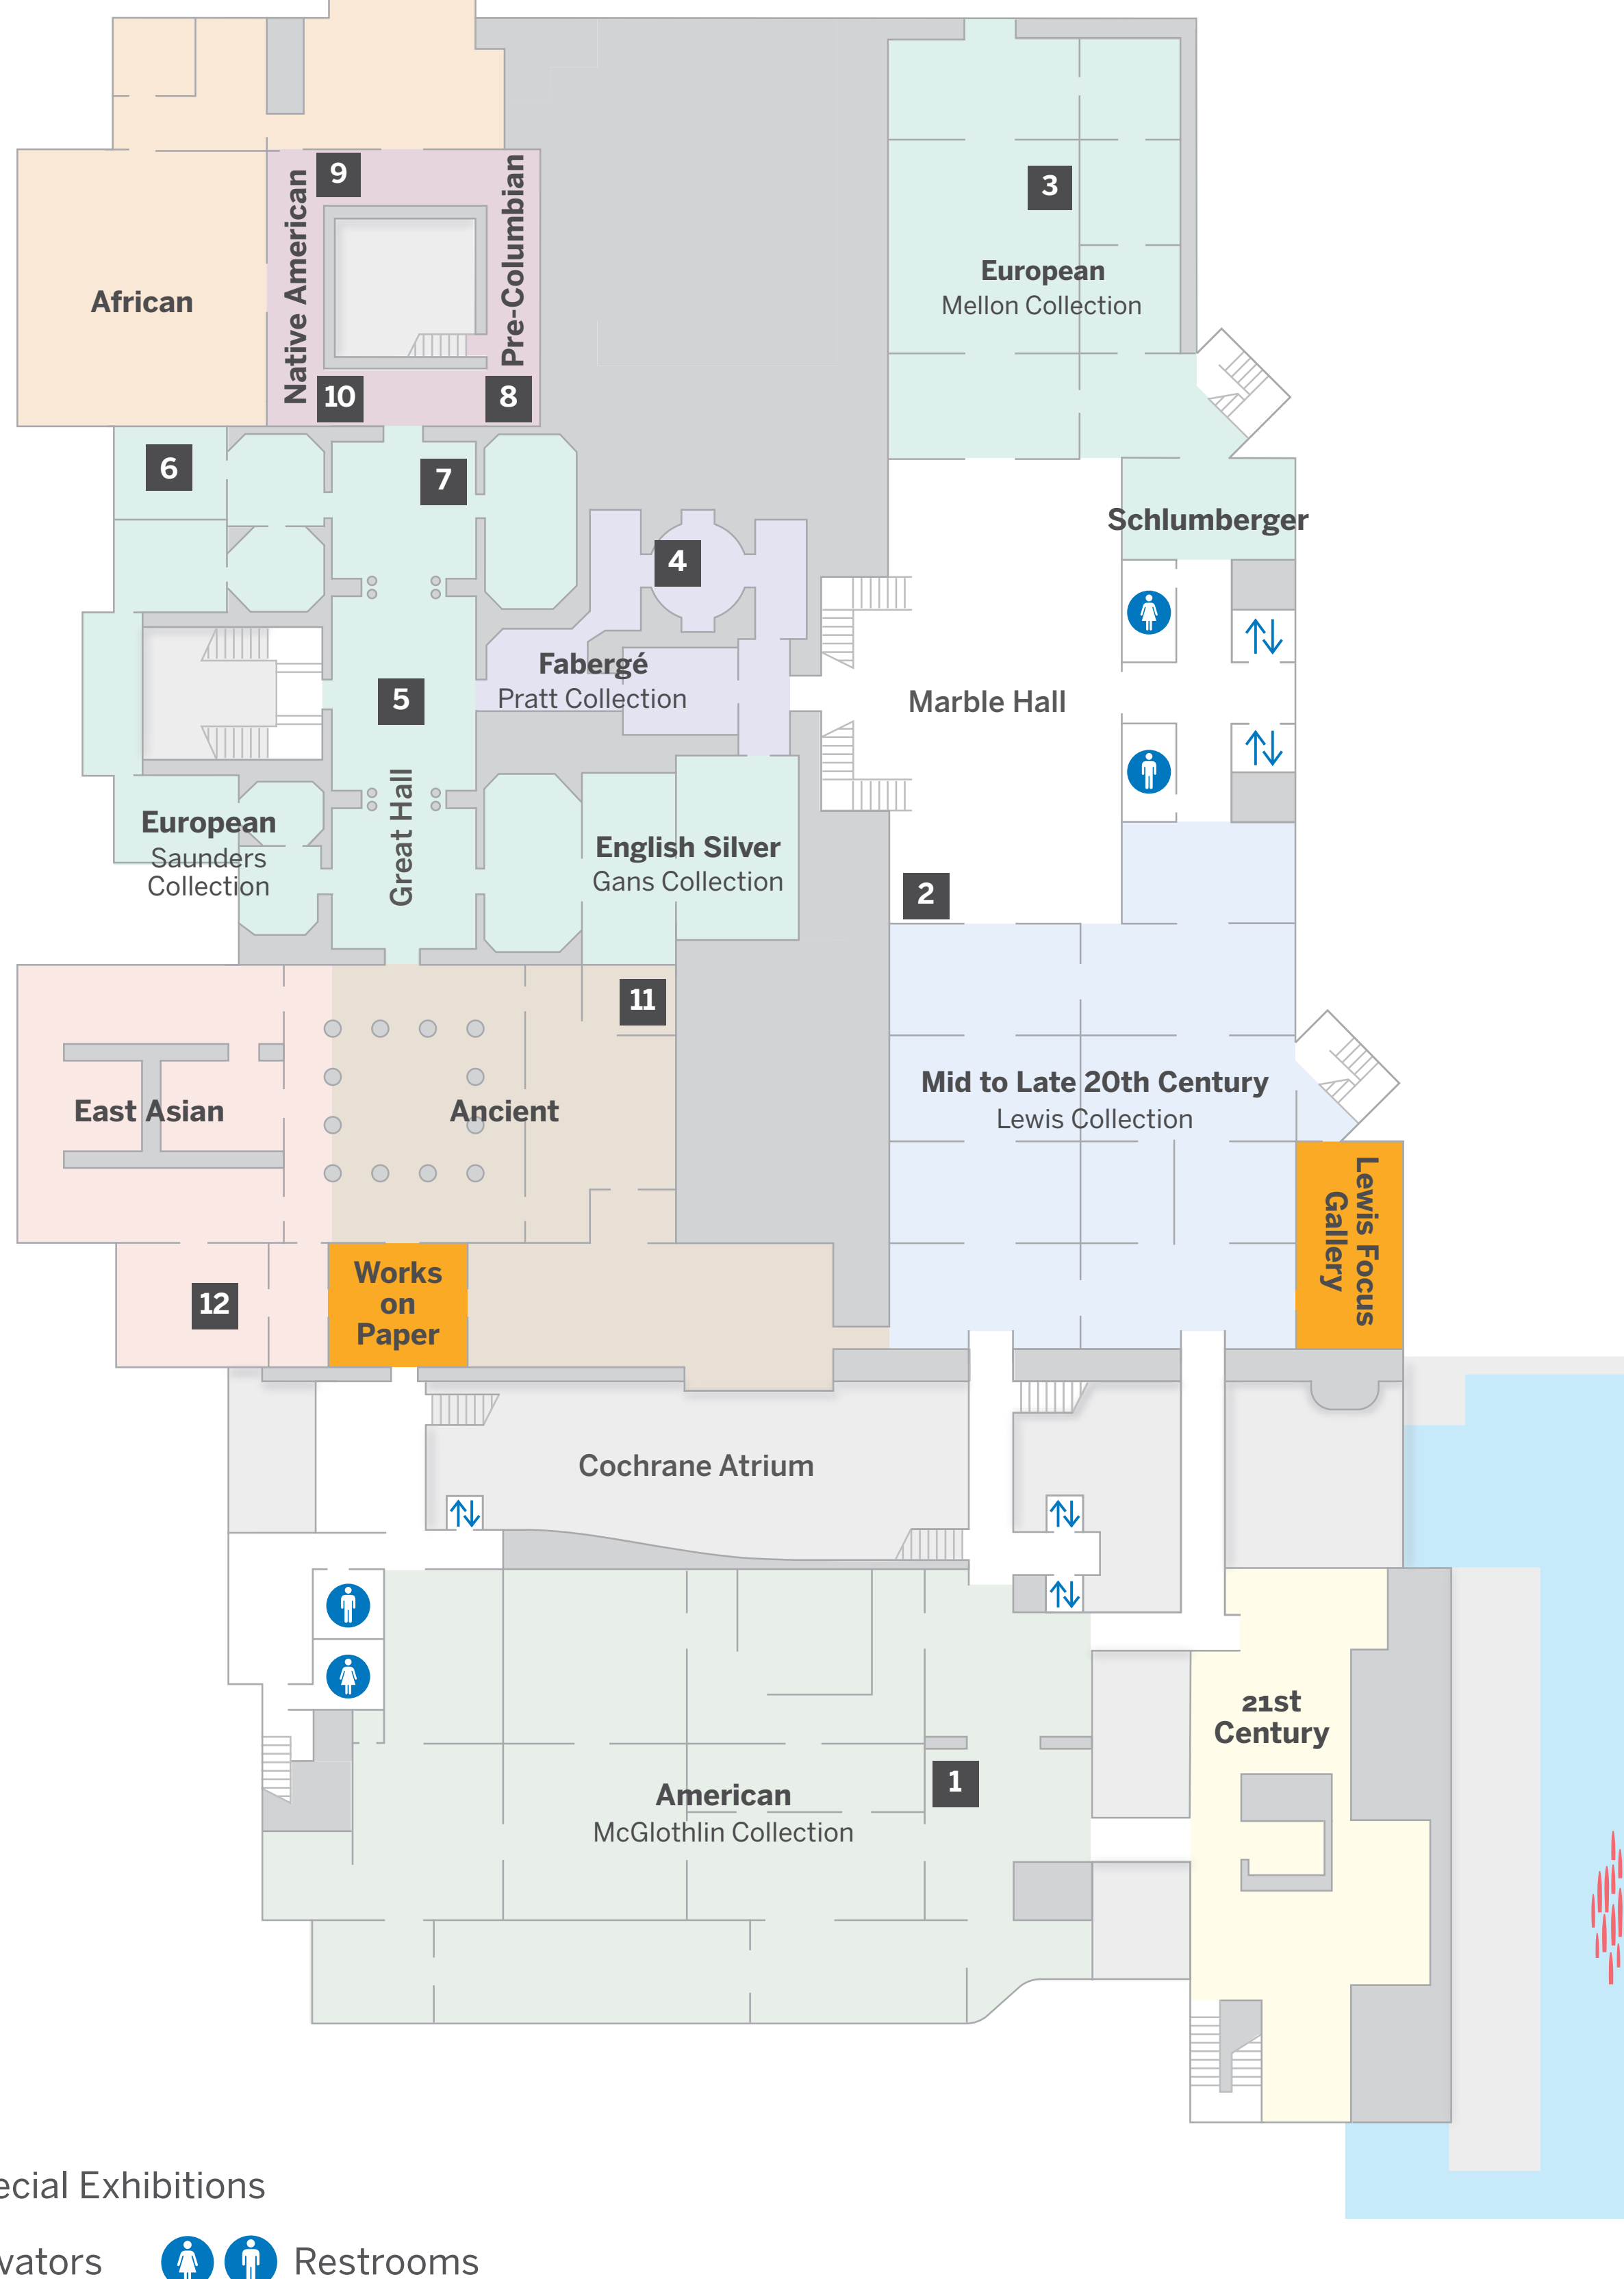 9
Native American
Pre-Columbian
3
African
European
Mellon Collection
10
8
6
7
Schlumberger
4
Fabergé
Pratt Collection
5
Marble Hall
European
Saunders
Collection
Great Hall
English Silver
Gans Collection
2
11
East Asian
Ancient
Mid to Late 20th Century
Lewis Collection
Lewis Focus
Gallery
12
Works
on
Paper
Cochrane Atrium
21st
Century
1
American
McGlothlin Collection
ecial Exhibitions
vators
Restrooms